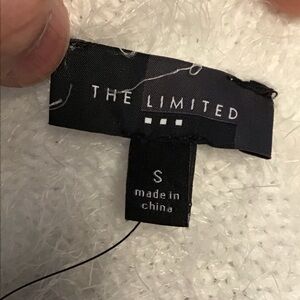 THE LIMITED
S
made in
china